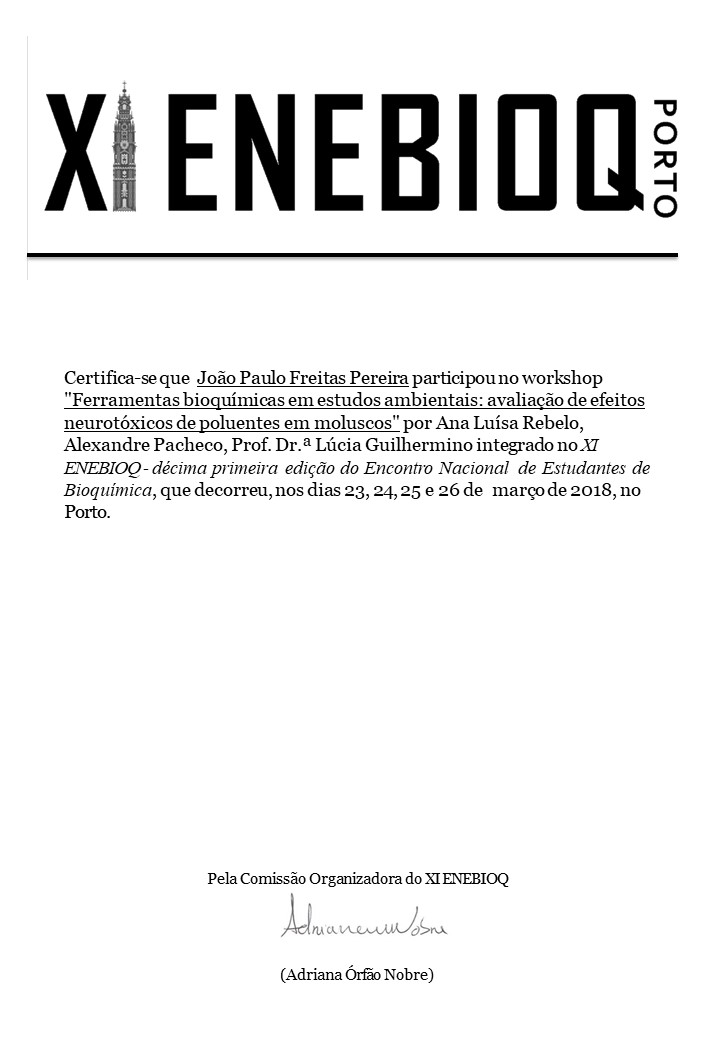 XI ENEBIOQ PORTO
Certifica-se que João Paulo Freitas Pereira participou no workshop
"Ferramentas bioquímicas em estudos ambientais: avaliação de efeitos
neurotóxicos de poluentes em moluscos" por Ana Luísa Rebelo,
Alexandre Pacheco, Prof. Dr.ª Lúcia Guilhermino integrado no XI
ENEBIOQ - décima primeira edição do Encontro Nacional de Estudantes de
Bioquímica, que decorreu, nos dias 23, 24, 25 e 26 de março de 2018, no
Porto.
Pela Comissão Organizadora do XI ENEBIOQ
Adriana Nobre
(Adriana Órfão Nobre)